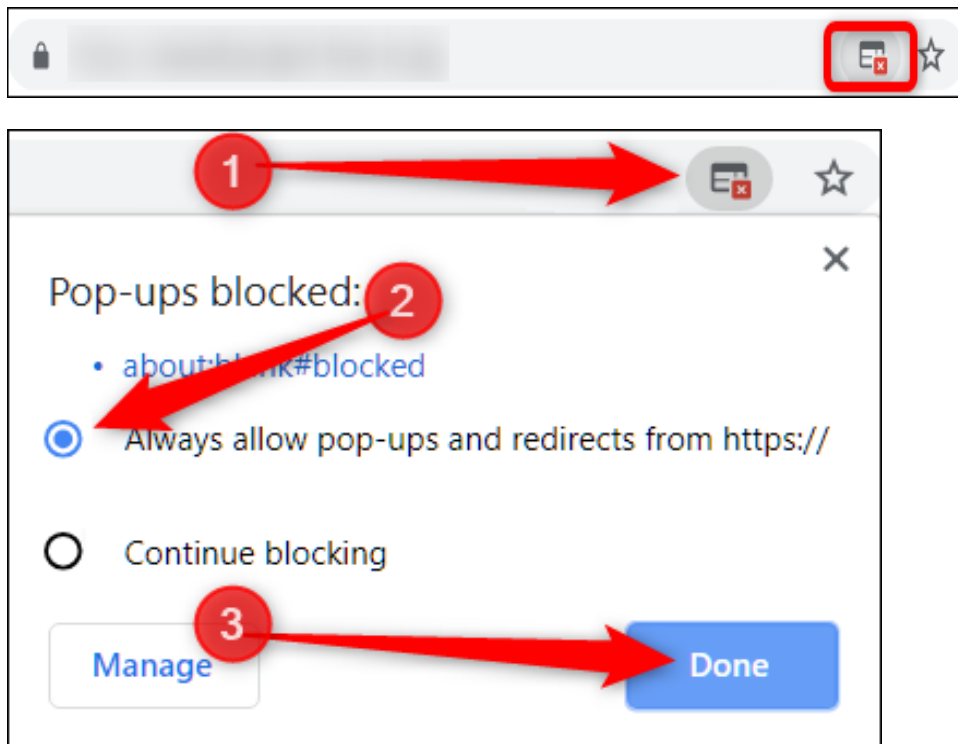 1
Pop-ups blocked:
2
about:blank#blocked
Always allow pop-ups and redirects from https://
Continue blocking
3
Manage
Done